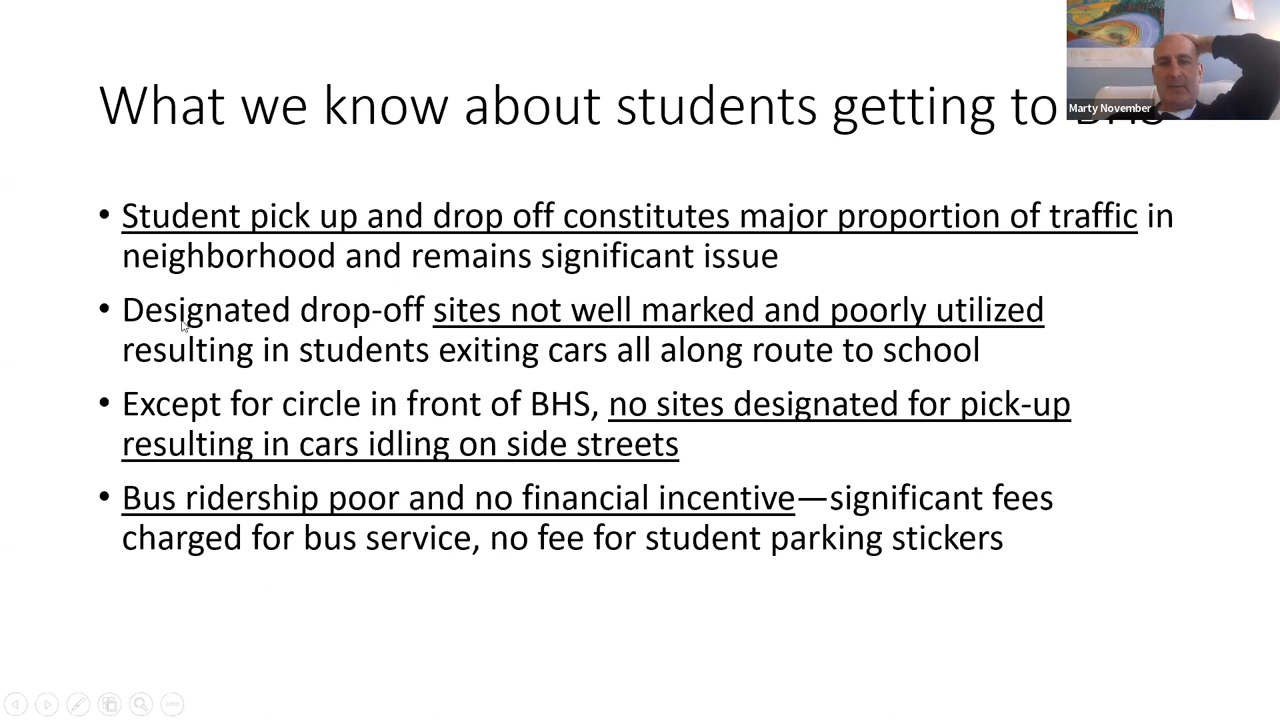 What we know about students getting to BHS
Marty November
• Student pick up and drop off constitutes major proportion of traffic in
neighborhood and remains significant issue
• Designated drop-off sites not well marked and poorly utilized
resulting in students exiting cars all along route to school
• Except for circle in front of BHS, no sites designated for pick-up
resulting in cars idling on side streets
• Bus ridership poor and no financial incentive—significant fees
charged for bus service, no fee for student parking stickers